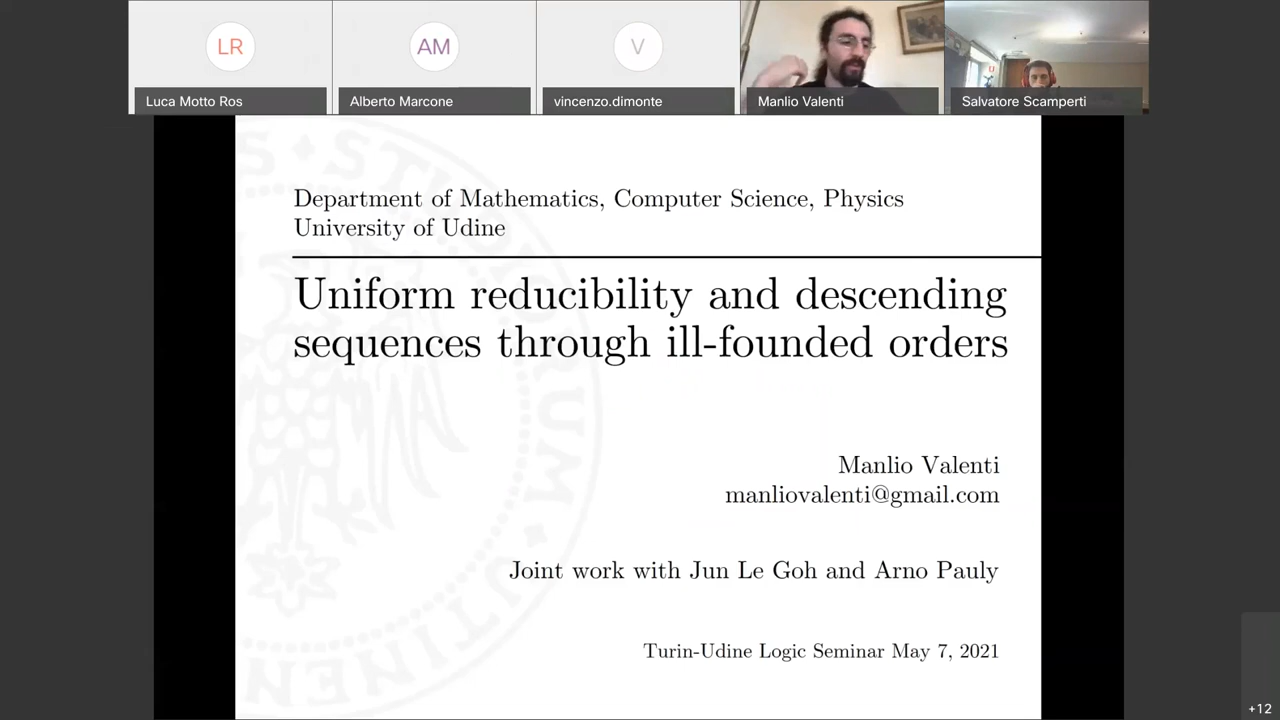 LR
AM
V
Luca Motto Ros
Alberto Marcone
vincenzo.dimonte
Manlio Valenti
Salvatore Scamperti
Department of Mathematics, Computer Science, Physics
University of Udine
Uniform reducibility and descending
sequences through ill-founded orders
Manlio Valenti
manliovalenti@gmail.com
Joint work with Jun Le Goh and Arno Pauly
Turin-Udine Logic Seminar May 7, 2021
+12